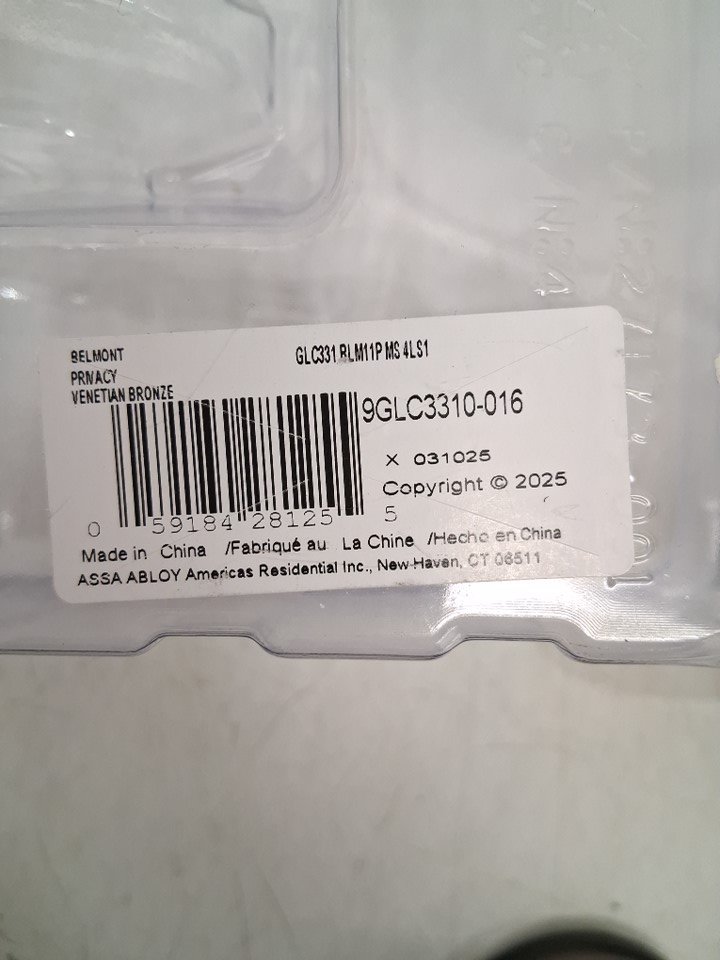 BELMONT
PRIVACY
VENETIAN BRONZE
GLC331 BLM11P MS 4LS1
9GLC3310-016
X 031025
Copyright © 2025
0 59184 28125 5
Made in China /Fabriqué au La Chine /Hecho en China
ASSA ABLOY Americas Residential Inc., New Haven, CT 06511